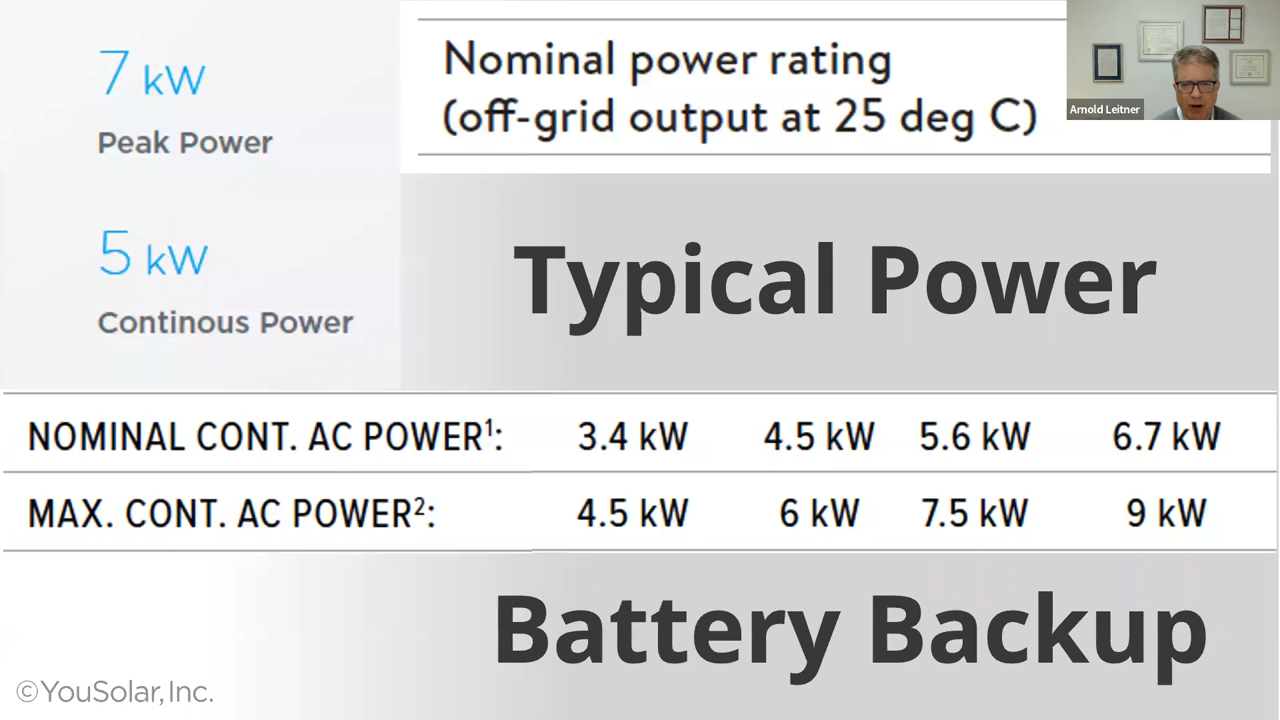 7 kW
Peak Power
5 kW
Continous Power
Nominal power rating
(off-grid output at 25 deg C)
Arnold Leitner
Typical Power
NOMINAL CONT. AC POWER¹: 3.4 kW 4.5 kW 5.6 kW 6.7 kW
MAX. CONT. AC POWER²: 4.5 kW 6 kW 7.5 kW 9 kW
Battery Backup
©YouSolar, Inc.